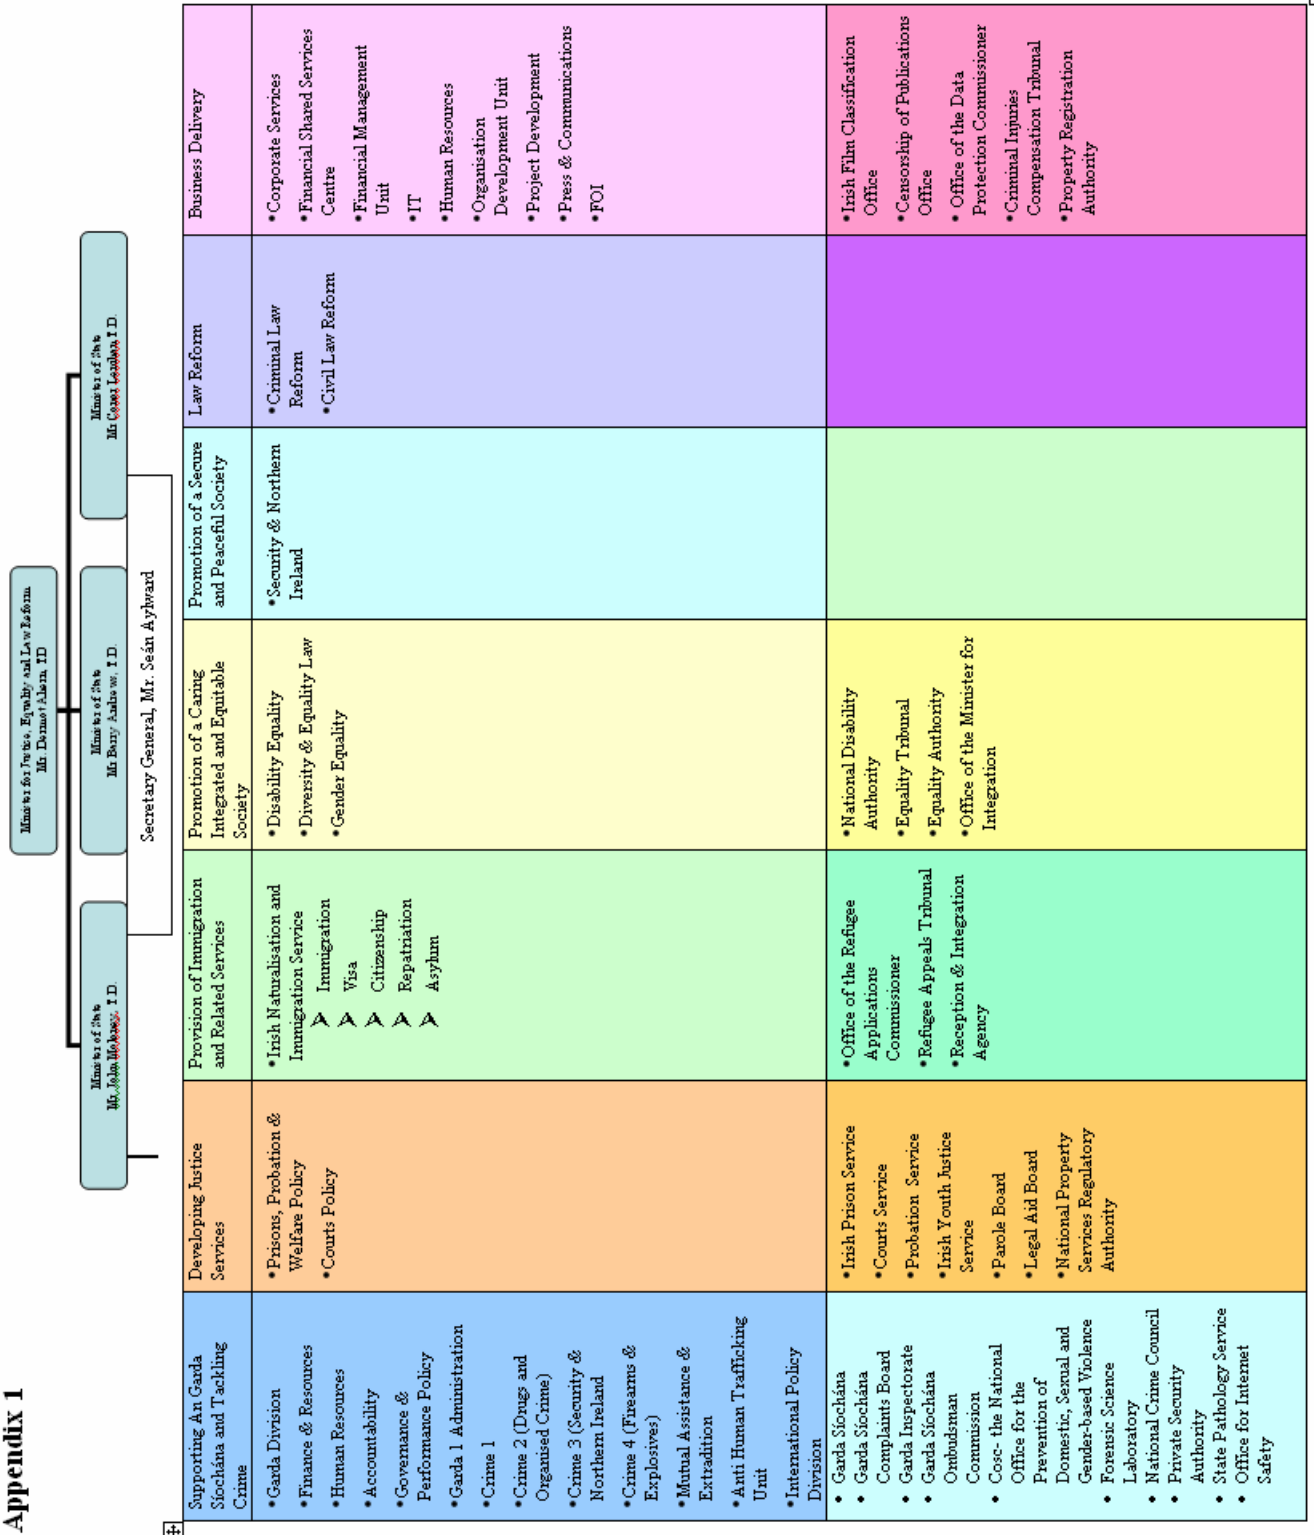 Appendix 1
Minister for Justice, Equality and Law Reform
Mr. Dermot Ahern, TD
Minister of State
Mr. John Moloney, T.D.
Minister of State
Mr Barry Andrews, T.D.
Minister of State
Mr Conor Lenihan, T.D.
Secretary General, Mr. Seán Aylward
Supporting An Garda
Síochána and Tackling
Crime
•Garda Division
•Finance & Resources
•Human Resources
•Accountability
•Governance &
Performance Policy
•Garda 1 Administration
•Crime 1
•Crime 2 (Drugs and
Organised Crime)
•Crime 3 (Security &
Northern Ireland
•Crime 4 (Firearms &
Explosives)
•Mutual Assistance &
Extradition
•Anti Human Trafficking
Unit
•International Policy
Division
• Garda Síochána
• Garda Síochána
Complaints Board
• Garda Inspectorate
• Garda Síochána
Ombudsman
Commission
• Cosc- the National
Office for the
Prevention of
Domestic, Sexual and
Gender-based Violence
• Forensic Science
Laboratory
• National Crime Council
• Private Security
Authority
• State Pathology Service
• Office for Internet
Safety
Developing Justice
Services
•Prisons, Probation &
Welfare Policy
•Courts Policy
•Irish Prison Service
•Courts Service
•Probation Service
•Irish Youth Justice
Service
•Parole Board
•Legal Aid Board
•National Property
Services Regulatory
Authority
Provision of Immigration
and Related Services
•Irish Naturalisation and
Immigration Service
➢ Immigration
➢ Visa
➢ Citizenship
➢ Repatriation
➢ Asylum
•Office of the Refugee
Applications
Commissioner
•Refugee Appeals Tribunal
•Reception & Integration
Agency
Promotion of a Caring
Integrated and Equitable
Society
•Disability Equality
•Diversity & Equality Law
•Gender Equality
•National Disability
Authority
•Equality Tribunal
•Equality Authority
•Office of the Minister for
Integration
Promotion of a Secure
and Peaceful Society
•Security & Northern
Ireland
Law Reform
•Criminal Law
Reform
•Civil Law Reform
Business Delivery
•Corporate Services
•Financial Shared Services
Centre
•Financial Management
Unit
•IT
•Human Resources
•Organisation
Development Unit
•Project Development
•Press & Communications
•FOI
•Irish Film Classification
Office
•Censorship of Publications
Office
• Office of the Data
Protection Commissioner
•Criminal Injuries
Compensation Tribunal
•Property Registration
Authority